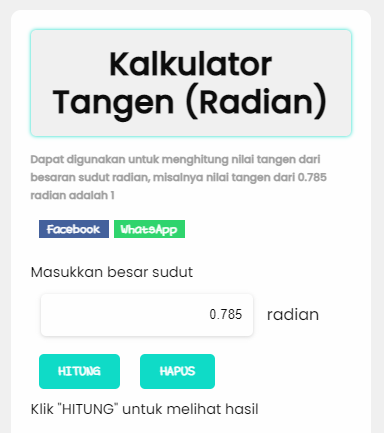 Kalkulator
Tangen (Radian)
Dapat digunakan untuk menghitung nilai tangen dari
besaran sudut radian, misalnya nilai tangen dari 0.785
radian adalah 1
Facebook WhatsApp
Masukkan besar sudut
0.785 radian
HITUNG HAPUS
Klik "HITUNG" untuk melihat hasil